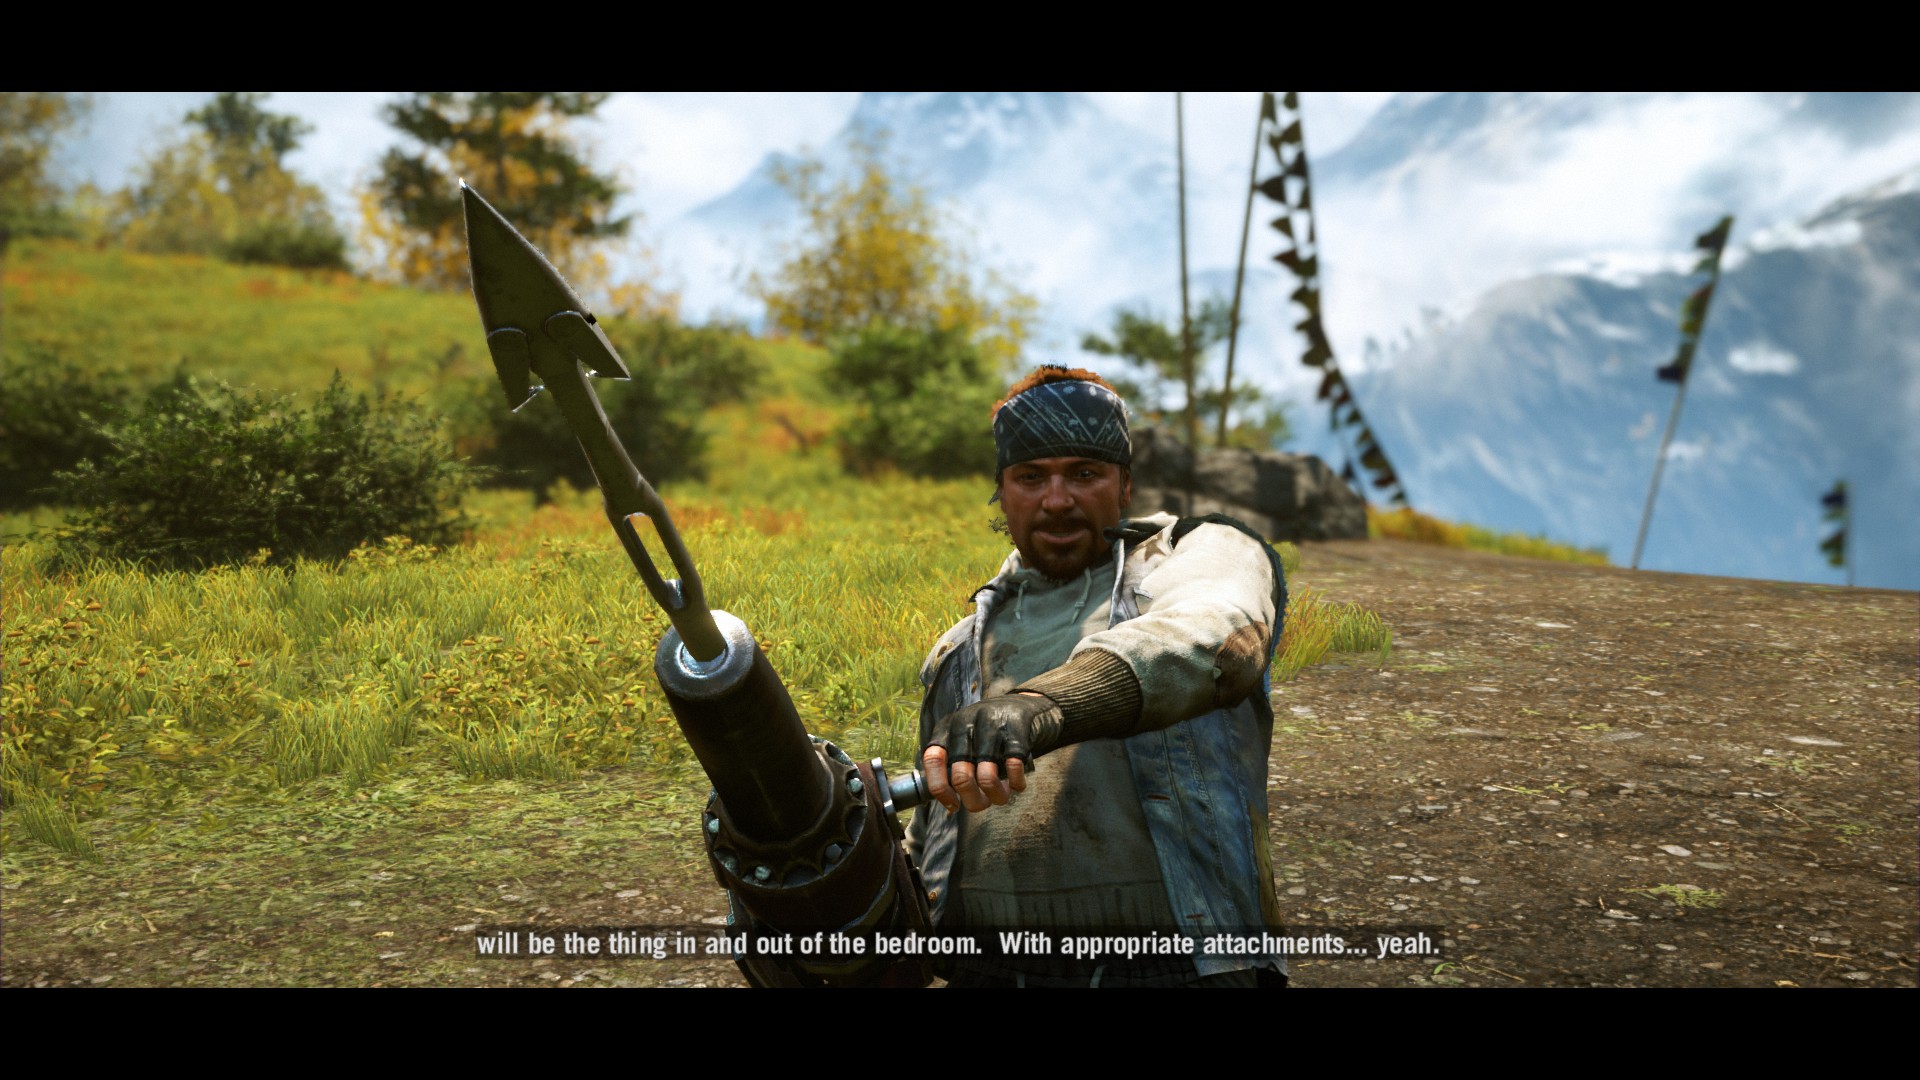 will be the thing in and out of the bedroom.  With appropriate attachments... yeah.